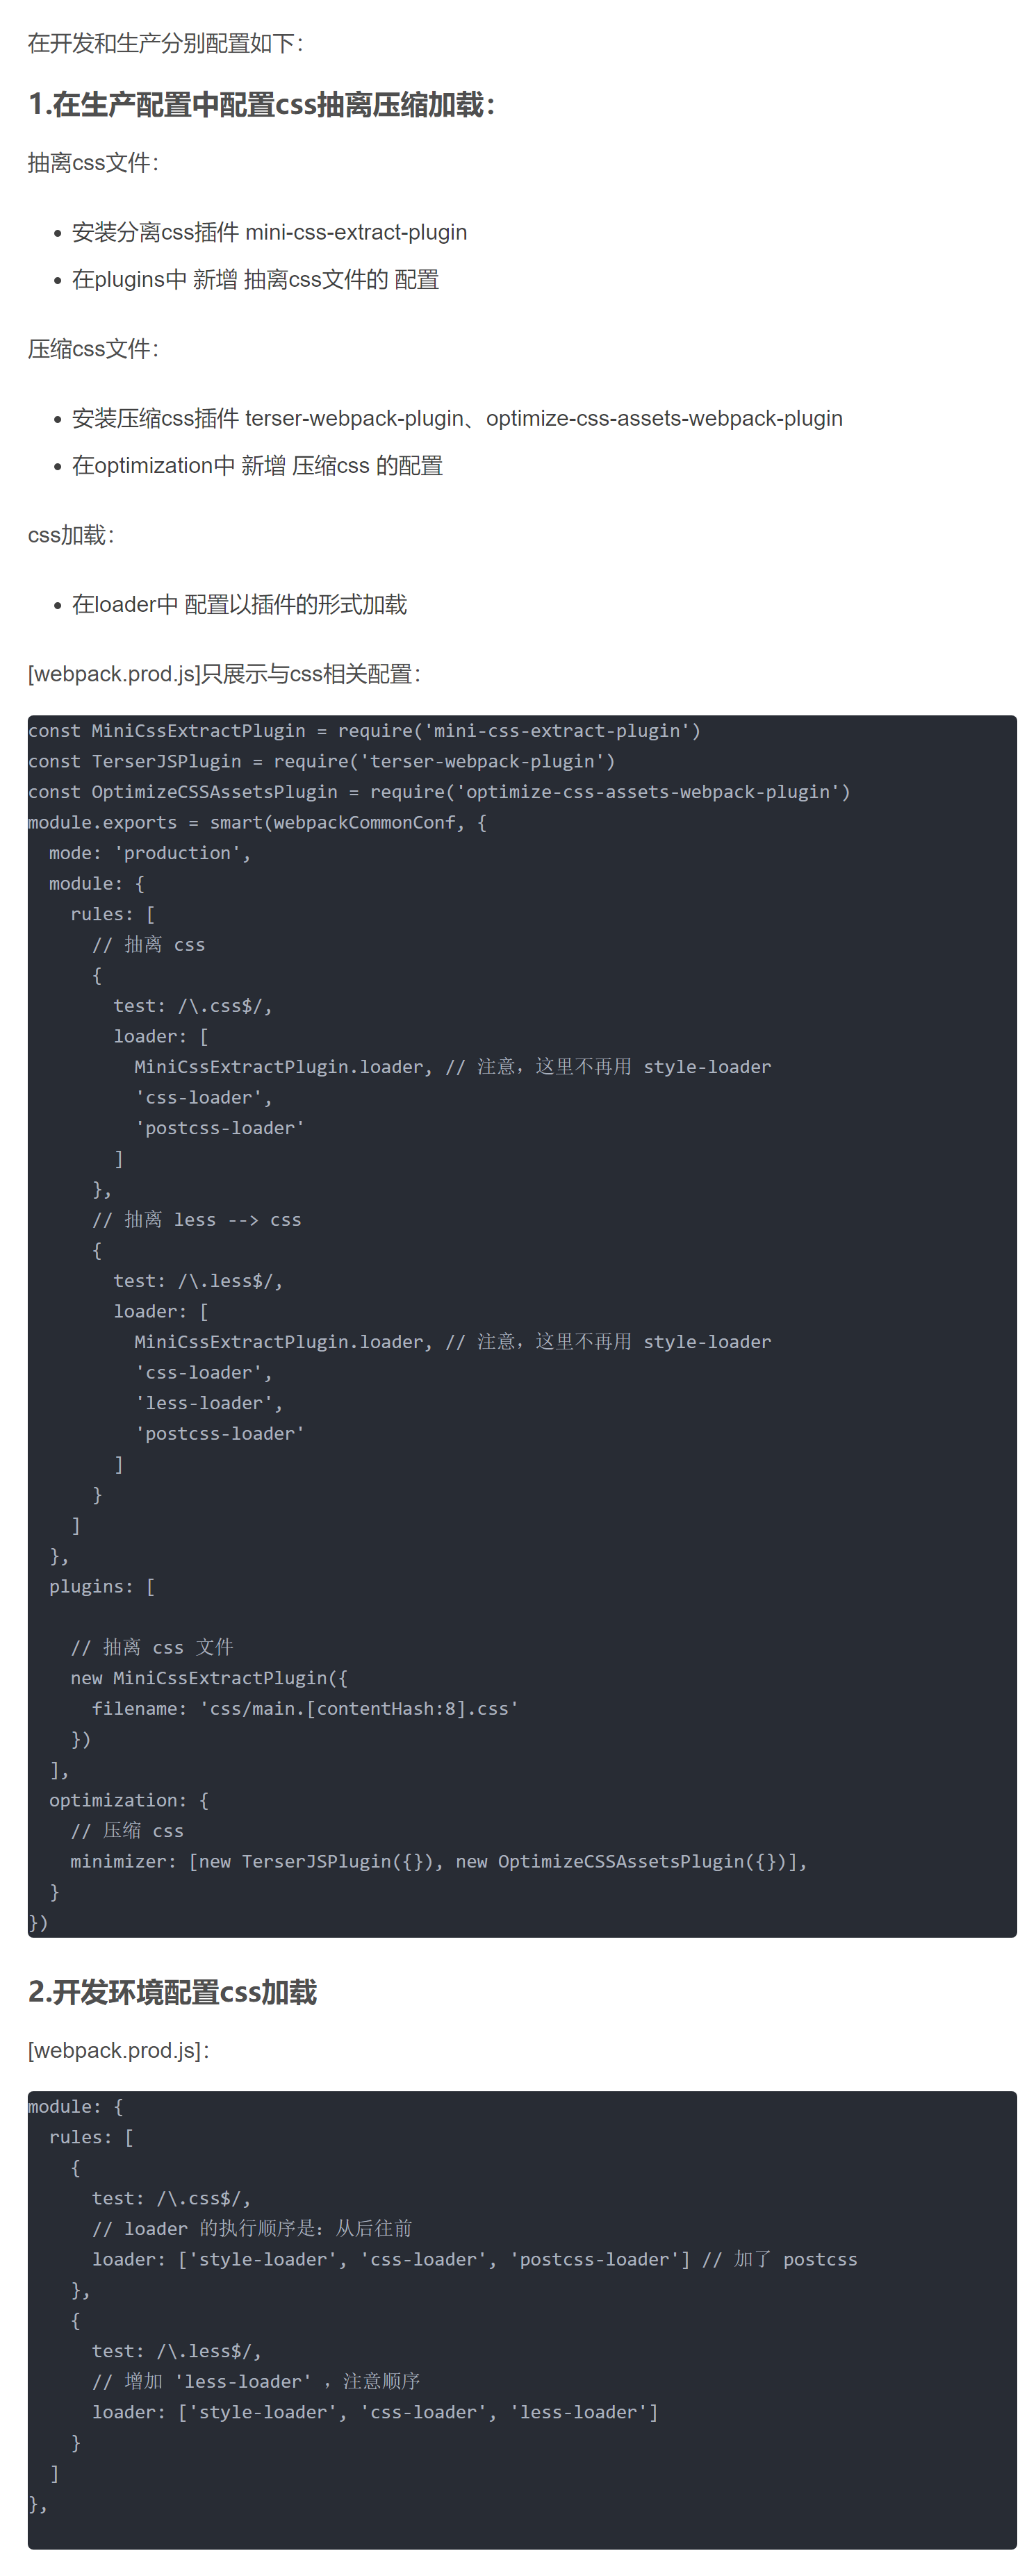 在开发和生产分别配置如下：
1.在生产配置中配置css抽离压缩加载：
抽离css文件：
• 安装分离css插件 mini-css-extract-plugin
• 在plugins中 新增 抽离css文件的 配置
压缩css文件：
• 安装压缩css插件 terser-webpack-plugin、optimize-css-assets-webpack-plugin
• 在optimization中 新增 压缩css 的配置
css加载：
• 在loader中 配置以插件的形式加载
[webpack.prod.js]只展示与css相关配置：
const MiniCssExtractPlugin = require('mini-css-extract-plugin')
const TerserJSPlugin = require('terser-webpack-plugin')
const OptimizeCSSAssetsPlugin = require('optimize-css-assets-webpack-plugin')
module.exports = smart(webpackCommonConf, {
  mode: 'production',
  module: {
    rules: [
      // 抽离 css
      {
        test: /\.css$/,
        loader: [
          MiniCssExtractPlugin.loader, // 注意，这里不再用 style-loader
          'css-loader',
          'postcss-loader'
        ]
      },
      // 抽离 less --> css
      {
        test: /\.less$/,
        loader: [
          MiniCssExtractPlugin.loader, // 注意，这里不再用 style-loader
          'css-loader',
          'less-loader',
          'postcss-loader'
        ]
      }
    ]
  },
  plugins: [

    // 抽离 css 文件
    new MiniCssExtractPlugin({
      filename: 'css/main.[contentHash:8].css'
    })
  ],
  optimization: {
    // 压缩 css
    minimizer: [new TerserJSPlugin({}), new OptimizeCSSAssetsPlugin({})],
  }
})
2.开发环境配置css加载
[webpack.prod.js]：
module: {
  rules: [
    {
      test: /\.css$/,
      // loader 的执行顺序是：从后往前
      loader: ['style-loader', 'css-loader', 'postcss-loader'] // 加了 postcss
    },
    {
      test: /\.less$/,
      // 增加 'less-loader' ，注意顺序
      loader: ['style-loader', 'css-loader', 'less-loader']
    }
  ]
},